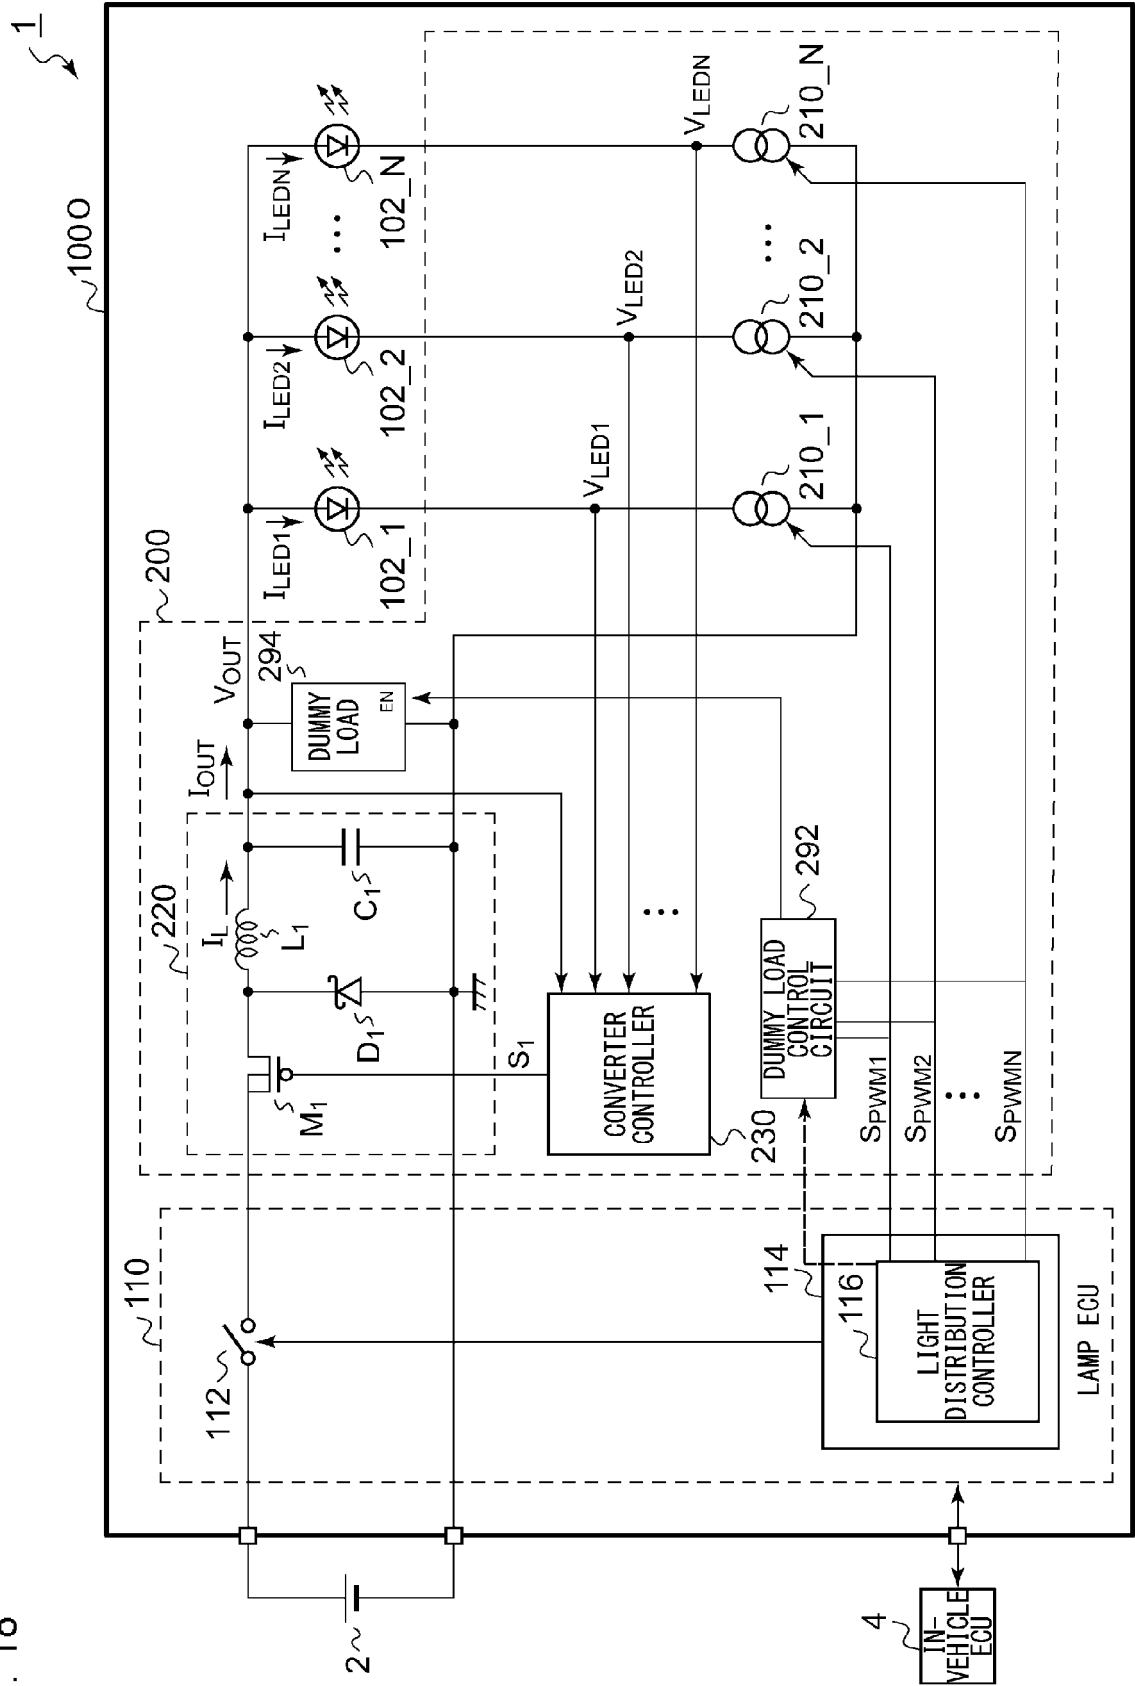 . 18
1
100O
200
220
110
112
2
4
IN-
VEHICLE
ECU
LAMP ECU
114
116
LIGHT
DISTRIBUTION
CONTROLLER
M1
D1
L1
C1
IL
IOUT
VOUT
S1
CONVERTER
CONTROLLER
230
DUMMY
LOAD
EN
294
DUMMY LOAD
CONTROL
CIRCUIT
292
SPWM1
SPWM2
...
SPWMN
...
ILED1
ILED2
ILEDN
102_1
102_2
...
102_N
VLED1
VLED2
VLEDN
210_1
210_2
...
210_N